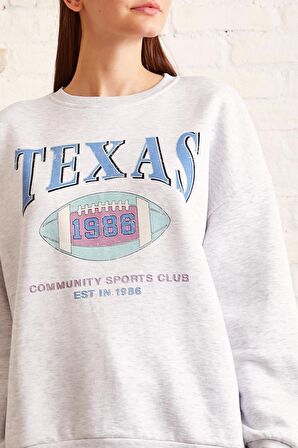 TEXAS
1986
COMMUNITY SPORTS CLUB
EST IN 1986